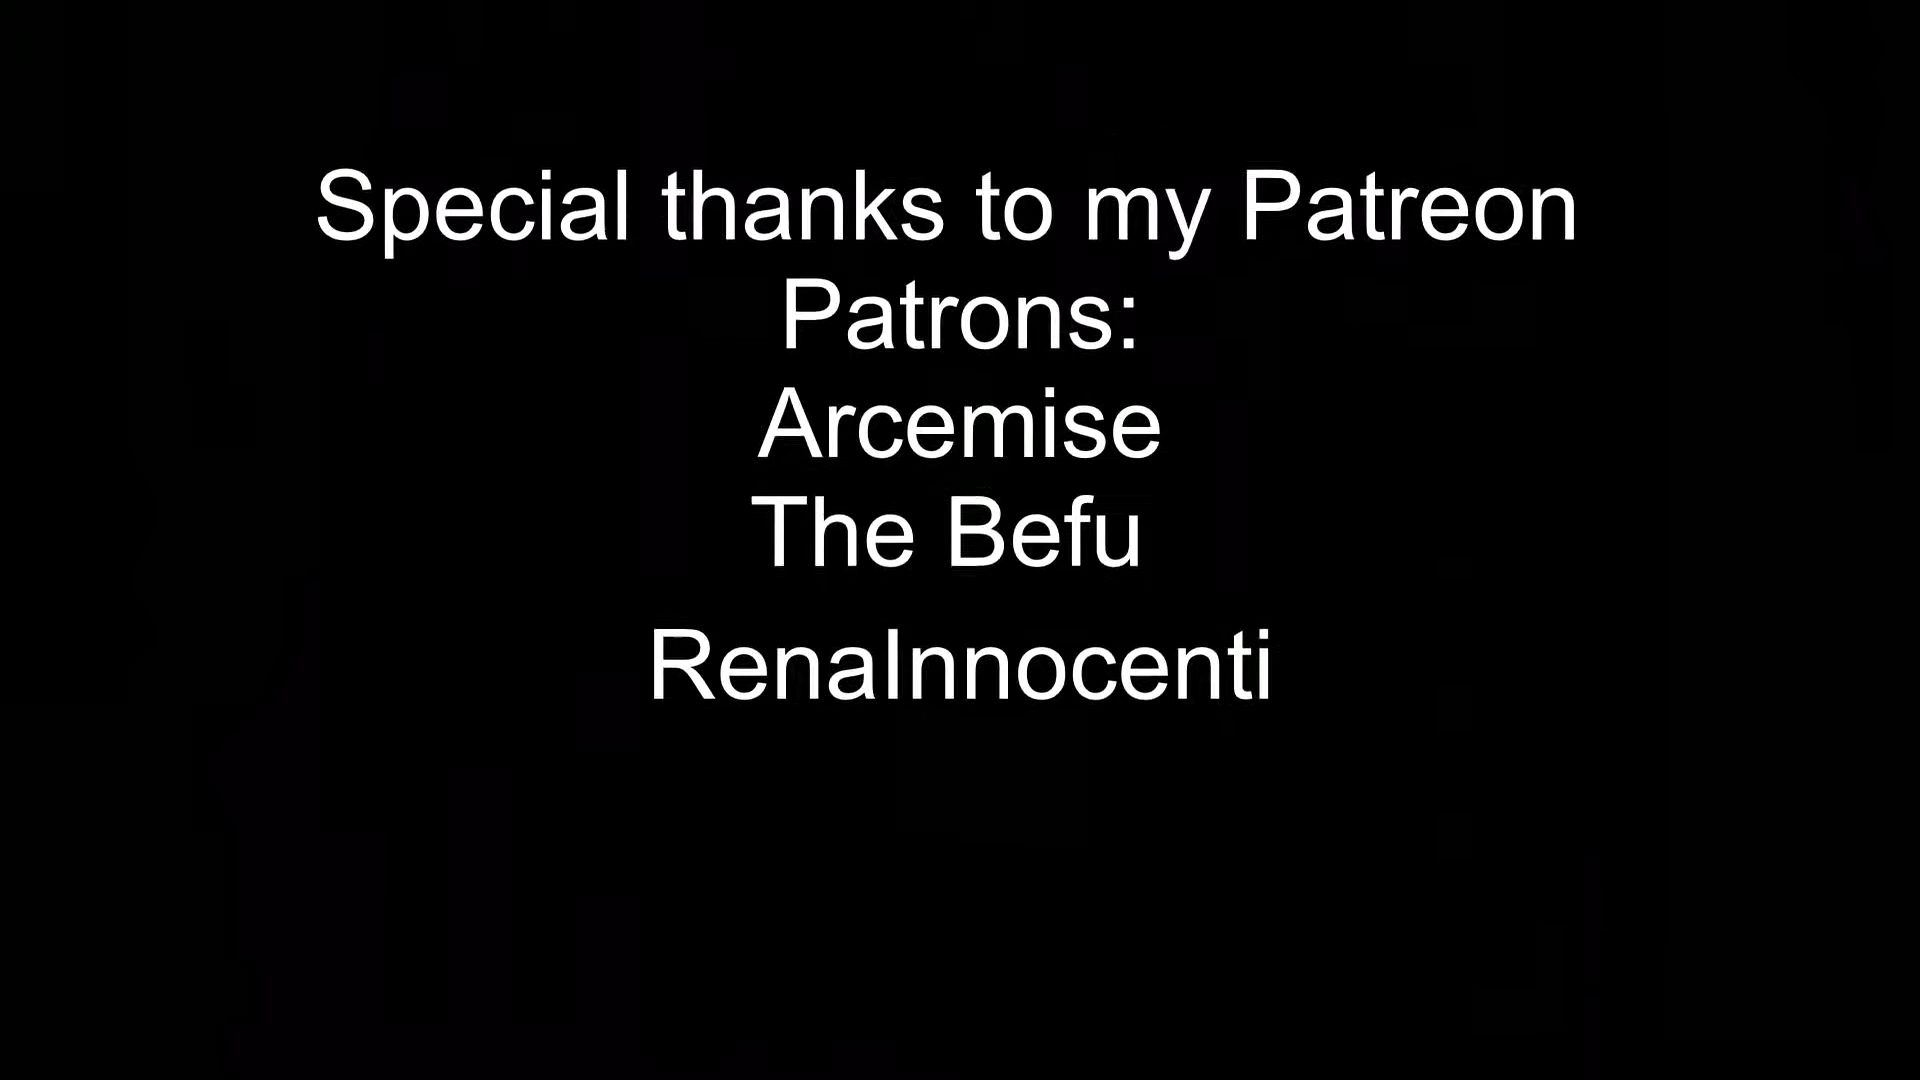 Special thanks to my Patreon
Patrons:
Arcemise
The Befu
RenaInnocenti